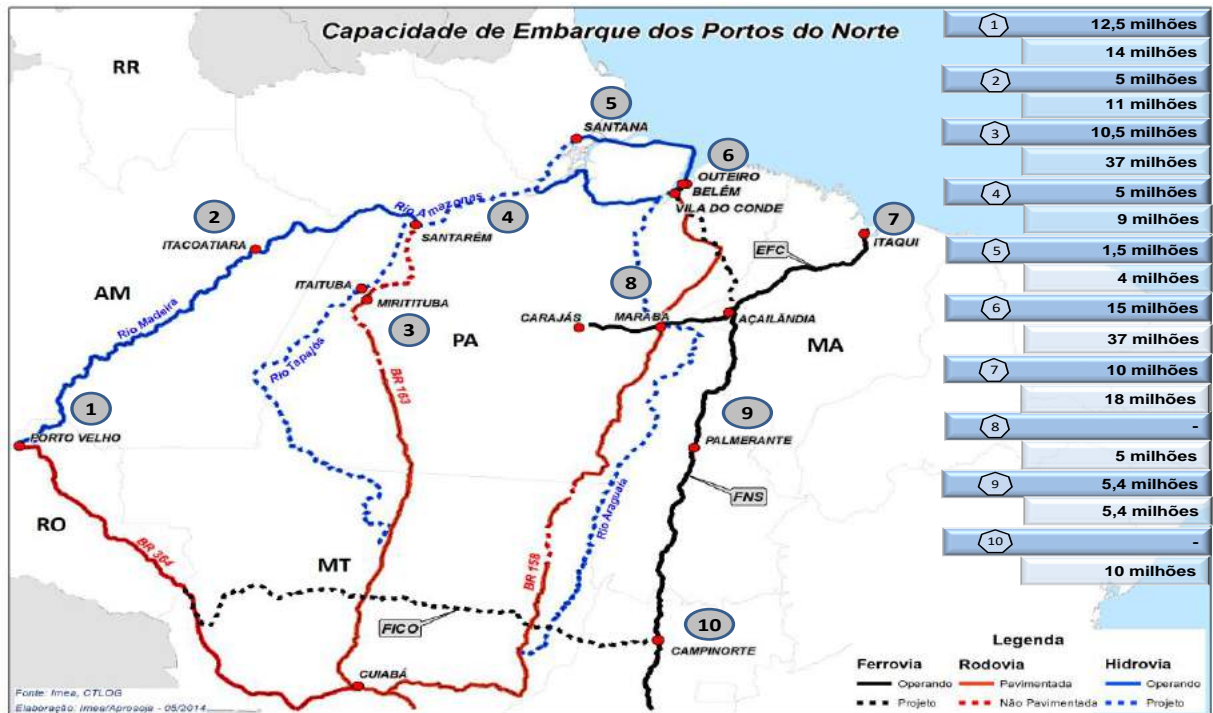 Capacidade de Embarque dos Portos do Norte
1 12,5 milhões
14 milhões
2 5 milhões
11 milhões
3 10,5 milhões
37 milhões
4 5 milhões
9 milhões
5 1,5 milhões
4 milhões
6 15 milhões
37 milhões
7 10 milhões
18 milhões
8 -
5 milhões
9 5,4 milhões
5,4 milhões
10 -
10 milhões
RR
5
SANTANA
6
OUTEIRO
BELÉM
VILA DO CONDE
Rio Amazonas
4
2
ITACOATIARA
SANTARÉM
7
ITAQUI
EFC
AM
Rio Madeira
ITAITUBA
MIRITITUBA
8
3
PA
CARAJÁS
MARABÁ
AÇAILÂNDIA
MA
Rio Tapajós
BR 163
1
PORTO VELHO
9
PALMERANTE
FNS
RO
BR 364
MT
BR 158
Rio Araguaia
FICO
10
CAMPINORTE
CUIABÁ
Legenda
Ferrovia Rodovia Hidrovia
Operando Pavimentada Operando
Projeto Não Pavimentada Projeto
Fonte: Imea, CTLOG
Elaboração: Imea/Aprosoja - 05/2014